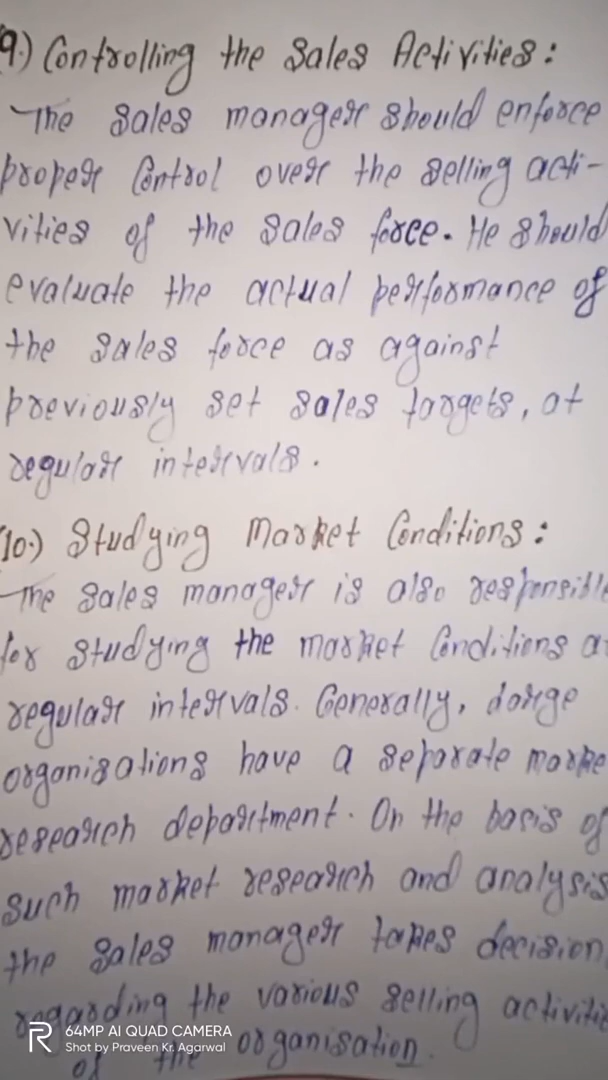 9.) Controlling the Sales Activities :
The sales manager should enforce
proper Control over the selling acti-
vities of the sales force. He should
evaluate the actual performance of
the sales force as against
previously set sales targets, at
regular intervals.
10.) Studying Market Conditions :
The sales manager is also responsible
for studying the market Conditions a
regular intervals. Generally, large
organisations have a separate marke
research department. On the basis of
such market research and analysis
the sales manager takes decision
regarding the various selling activitie
of the organisation.
64MP AI QUAD CAMERA
Shot by Praveen Kr. Agarwal